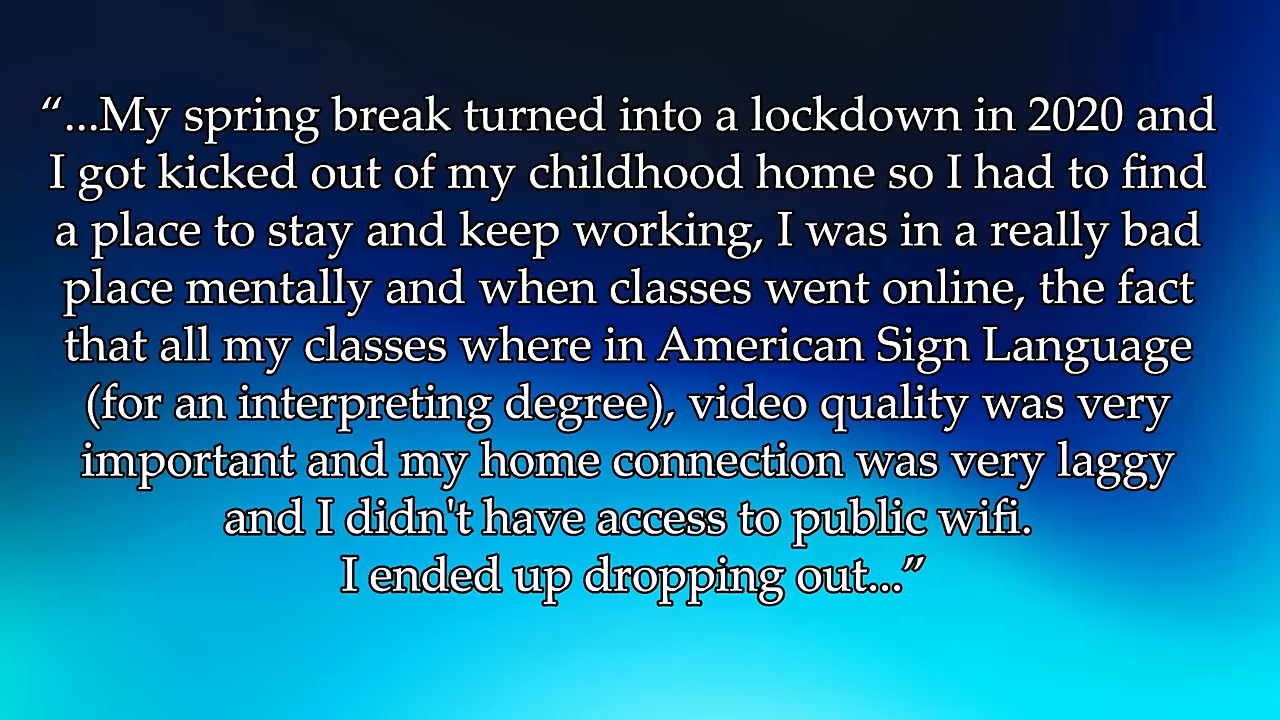 “...My spring break turned into a lockdown in 2020 and
I got kicked out of my childhood home so I had to find
a place to stay and keep working, I was in a really bad
place mentally and when classes went online, the fact
that all my classes where in American Sign Language
(for an interpreting degree), video quality was very
important and my home connection was very laggy
and I didn't have access to public wifi.
I ended up dropping out...”